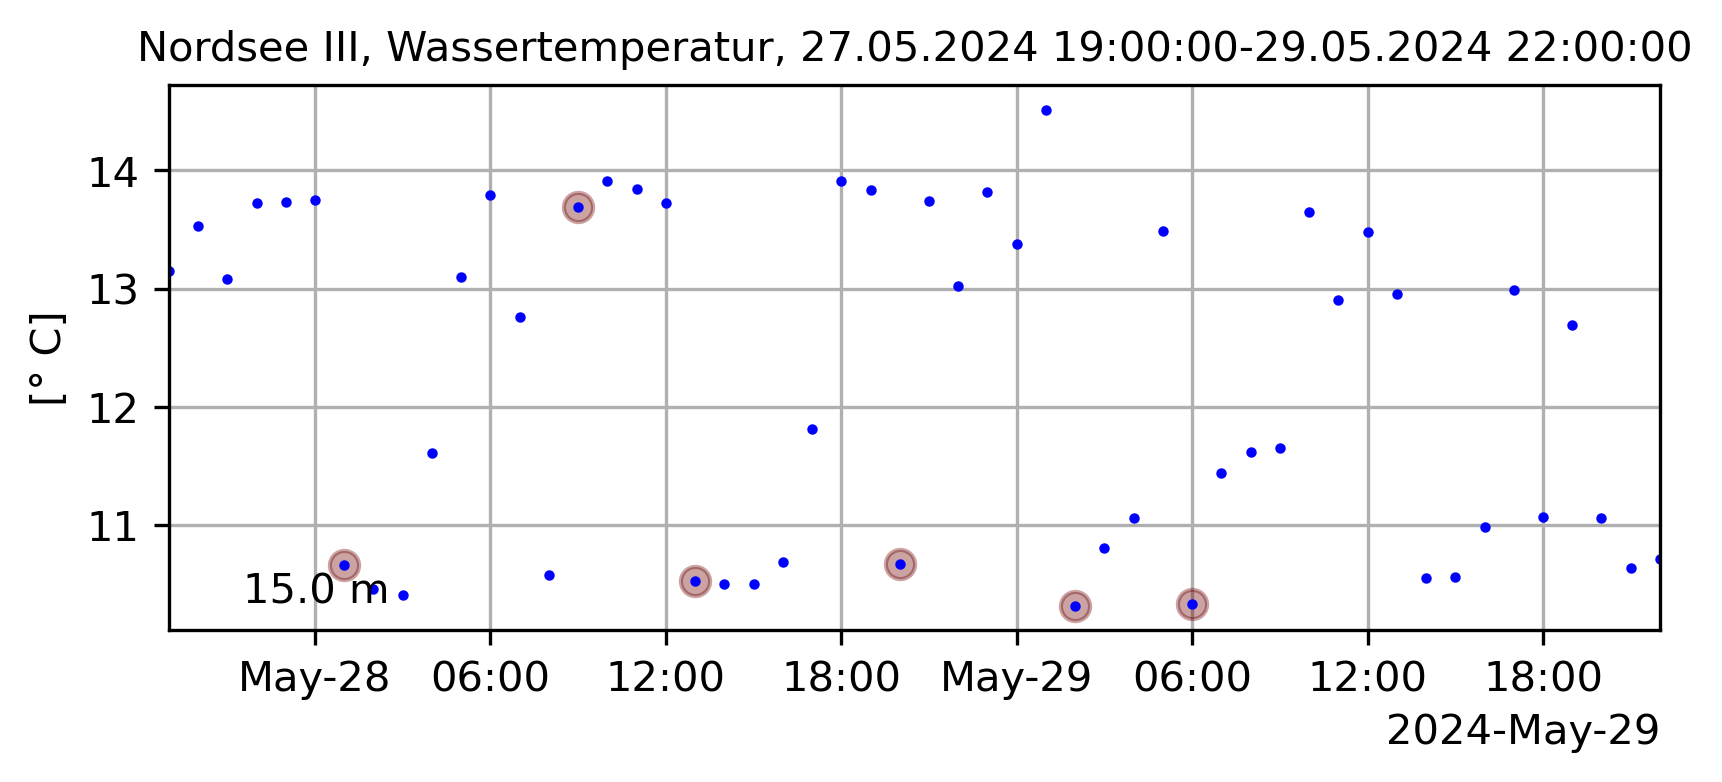 Nordsee III, Wassertemperatur, 27.05.2024 19:00:00-29.05.2024 22:00:00
14
13
12
11
[° C]
15.0 m
May-28 06:00 12:00 18:00 May-29 06:00 12:00 18:00
2024-May-29